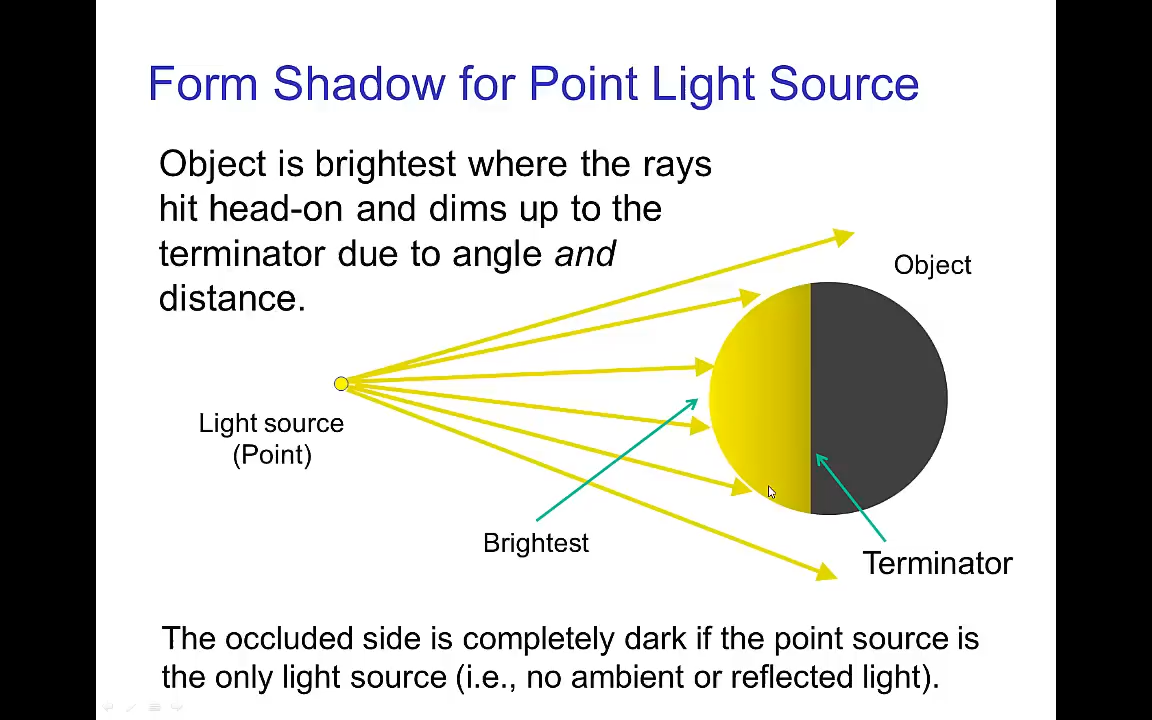 Form Shadow for Point Light Source
Object is brightest where the rays
hit head-on and dims up to the
terminator due to angle and
distance.
Object
Light source
(Point)
Brightest
Terminator
The occluded side is completely dark if the point source is
the only light source (i.e., no ambient or reflected light).